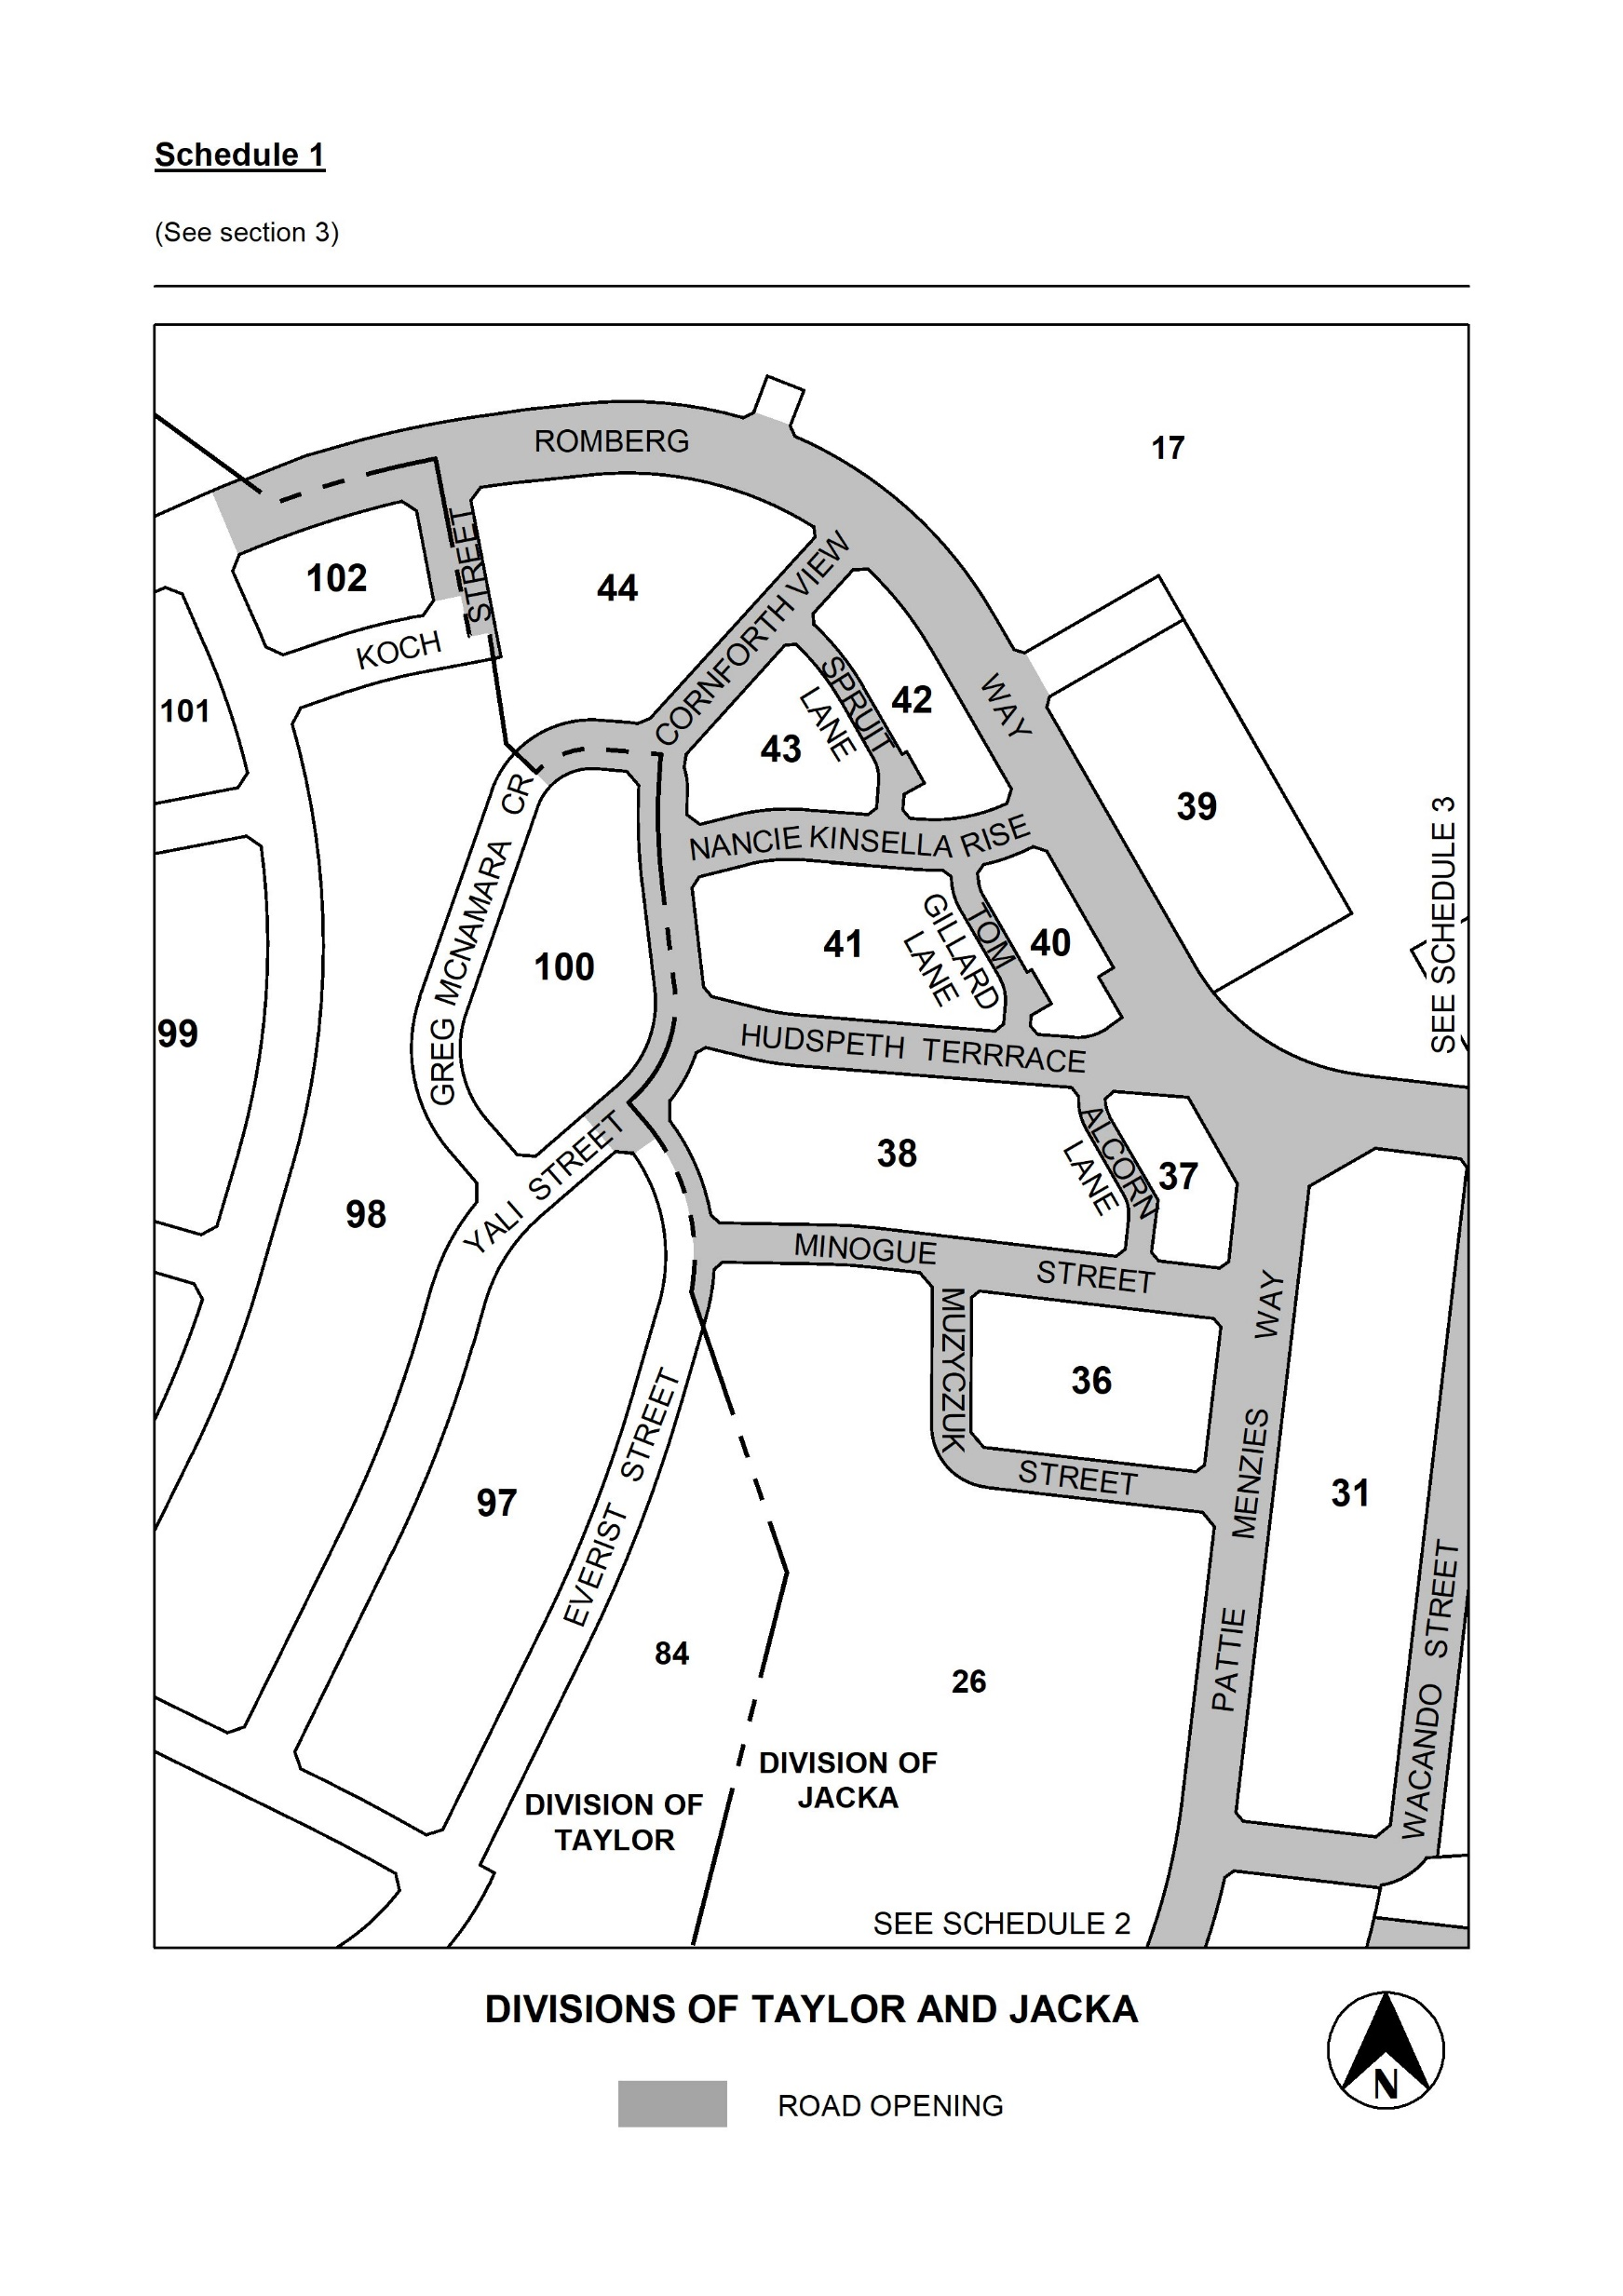 Schedule 1
(See section 3)
ROMBERG
WAY
17
102
STREET
KOCH
44
CORNFORTH VIEW
101
SPRUIT
LANE
42
43
39
GREG MCNAMARA CR
NANCIE KINSELLA RISE
SEE SCHEDULE 3
99
100
41
TOM
GILLARD
LANE
40
HUDSPETH TERRRACE
38
ALCORN
LANE
37
98
YALI STREET
MINOGUE STREET
MUZYCZUK
STREET
36
PATTIE MENZIES WAY
31
97
EVERIST STREET
WACANDO STREET
84
26
DIVISION OF
JACKA
DIVISION OF
TAYLOR
SEE SCHEDULE 2
DIVISIONS OF TAYLOR AND JACKA
N
ROAD OPENING